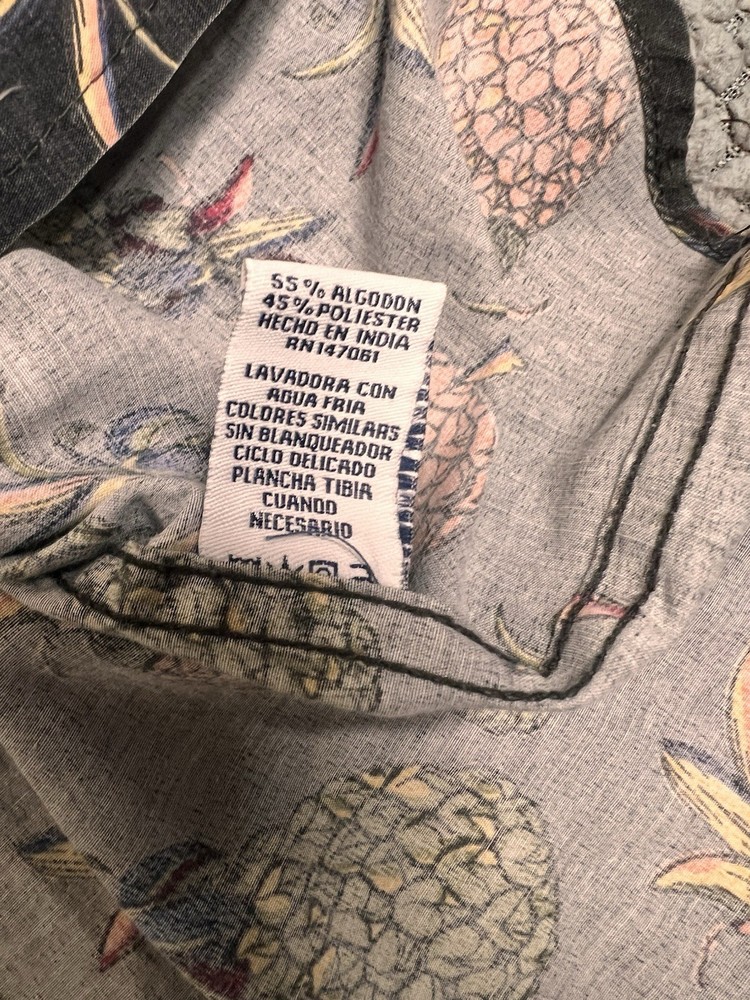 55% ALGODON
45% POLIESTER
HECHO EN INDIA
RN147061
LAVADORA CON
AGUA FRIA
COLORES SIMILARS
SIN BLANQUEADOR
CICLO DELICADO
PLANCHA TIBIA
CUANDO
NECESARIO